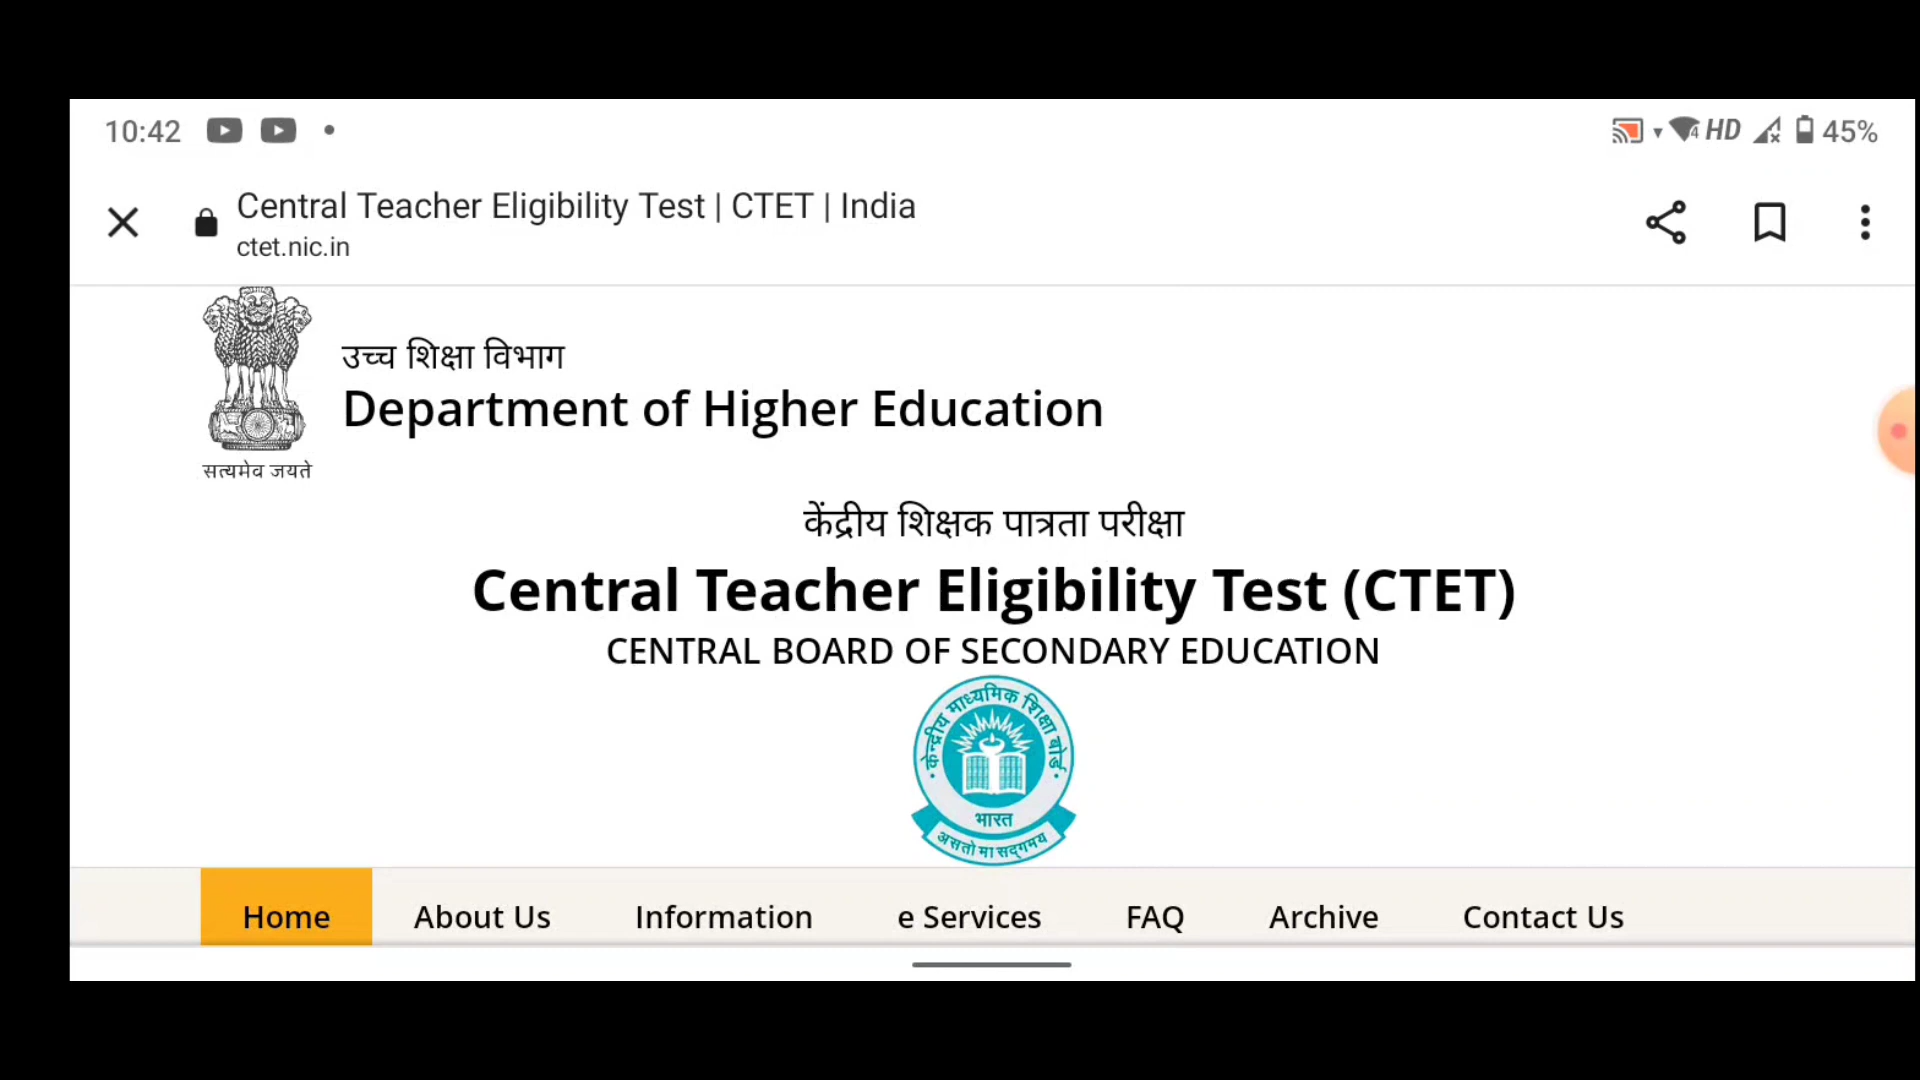 10:42
HD
45%
Central Teacher Eligibility Test | CTET | India
ctet.nic.in
उच्च शिक्षा विभाग
Department of Higher Education
सत्यमेव जयते
केंद्रीय शिक्षक पात्रता परीक्षा
Central Teacher Eligibility Test (CTET)
CENTRAL BOARD OF SECONDARY EDUCATION
केन्द्रीय माध्यमिक शिक्षा बोर्ड
भारत
असतो मा सद्गमय
Home About Us Information e Services FAQ Archive Contact Us